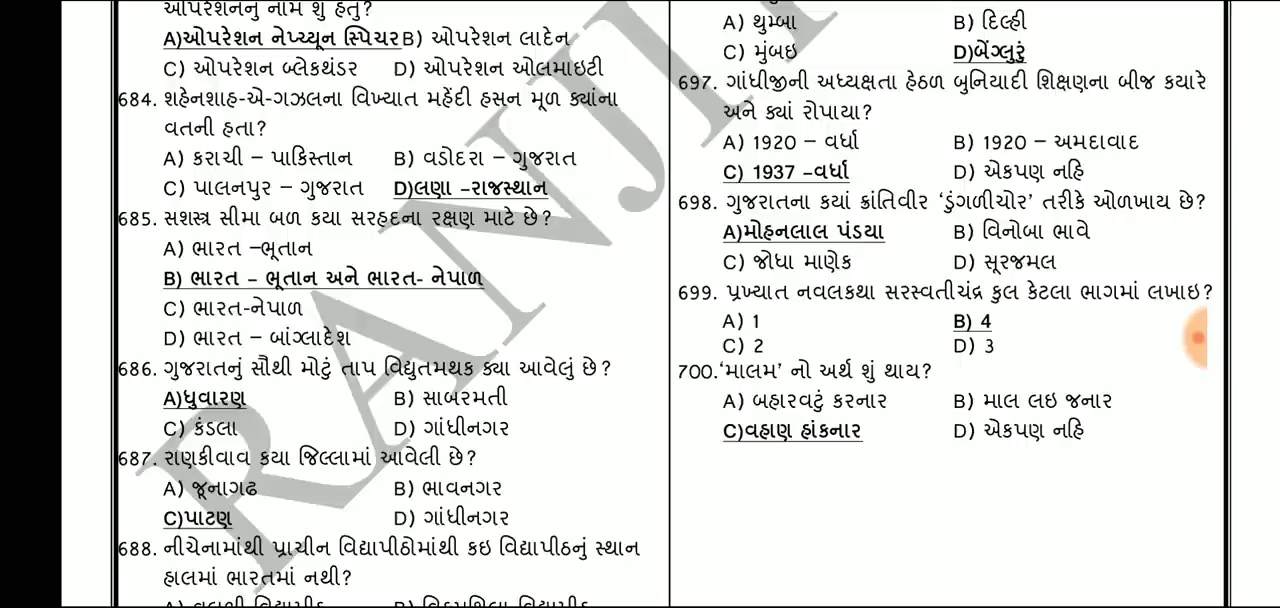 ઓપરેશનનુ નામ શું હતું?
A)ઓપરેશન નેપ્ચ્યૂન સ્પિયર B) ઓપરેશન લાદેન
C) ઓપરેશન બ્લેકથંડર D) ઓપરેશન ઓલમાઇટી
684. શહેનશાહ-એ-ગઝલના વિખ્યાત મહેંદી હસન મૂળ ક્યાંના
વતની હતા?
A) કરાચી – પાકિસ્તાન B) વડોદરા – ગુજરાત
C) પાલનપુર – ગુજરાત D)લણા –રાજસ્થાન
685. સશસ્ત્ર સીમા બળ કયા સરહદના રક્ષણ માટે છે?
A) ભારત –ભૂતાન
B) ભારત – ભૂતાન અને ભારત- નેપાળ
C) ભારત-નેપાળ
D) ભારત – બાંગ્લાદેશ
686. ગુજરાતનું સૌથી મોટું તાપ વિદ્યુતમથક ક્યા આવેલું છે?
A)ધુવારણ B) સાબરમતી
C) કંડલા D) ગાંધીનગર
687. રાણકીવાવ કયા જિલ્લામાં આવેલી છે?
A) જૂનાગઢ B) ભાવનગર
C)પાટણ D) ગાંધીનગર
688. નીચેનામાંથી પ્રાચીન વિદ્યાપીઠોમાંથી કઇ વિદ્યાપીઠનું સ્થાન
હાલમાં ભારતમાં નથી?
A) થુમ્બા B) દિલ્હી
C) મુંબઇ D)બેંગ્લુરું
697. ગાંધીજીની અધ્યક્ષતા હેઠળ બુનિયાદી શિક્ષણના બીજ કયારે
અને ક્યાં રોપાયા?
A) 1920 – વર્ધા B) 1920 – અમદાવાદ
C) 1937 –વર્ધા D) એકપણ નહિ
698. ગુજરાતના કયાં ક્રાંતિવીર ‘ડુંગળીચોર’ તરીકે ઓળખાય છે?
A)મોહનલાલ પંડયા B) વિનોબા ભાવે
C) જોધા માણેક D) સૂરજમલ
699. પ્રખ્યાત નવલકથા સરસ્વતીચંદ્ર કુલ કેટલા ભાગમાં લખાઇ?
A) 1 B) 4
C) 2 D) 3
700.‘માલમ’ નો અર્થ શું થાય?
A) બહારવટું કરનાર B) માલ લઇ જનાર
C)વહાણ હાંકનાર D) એકપણ નહિ